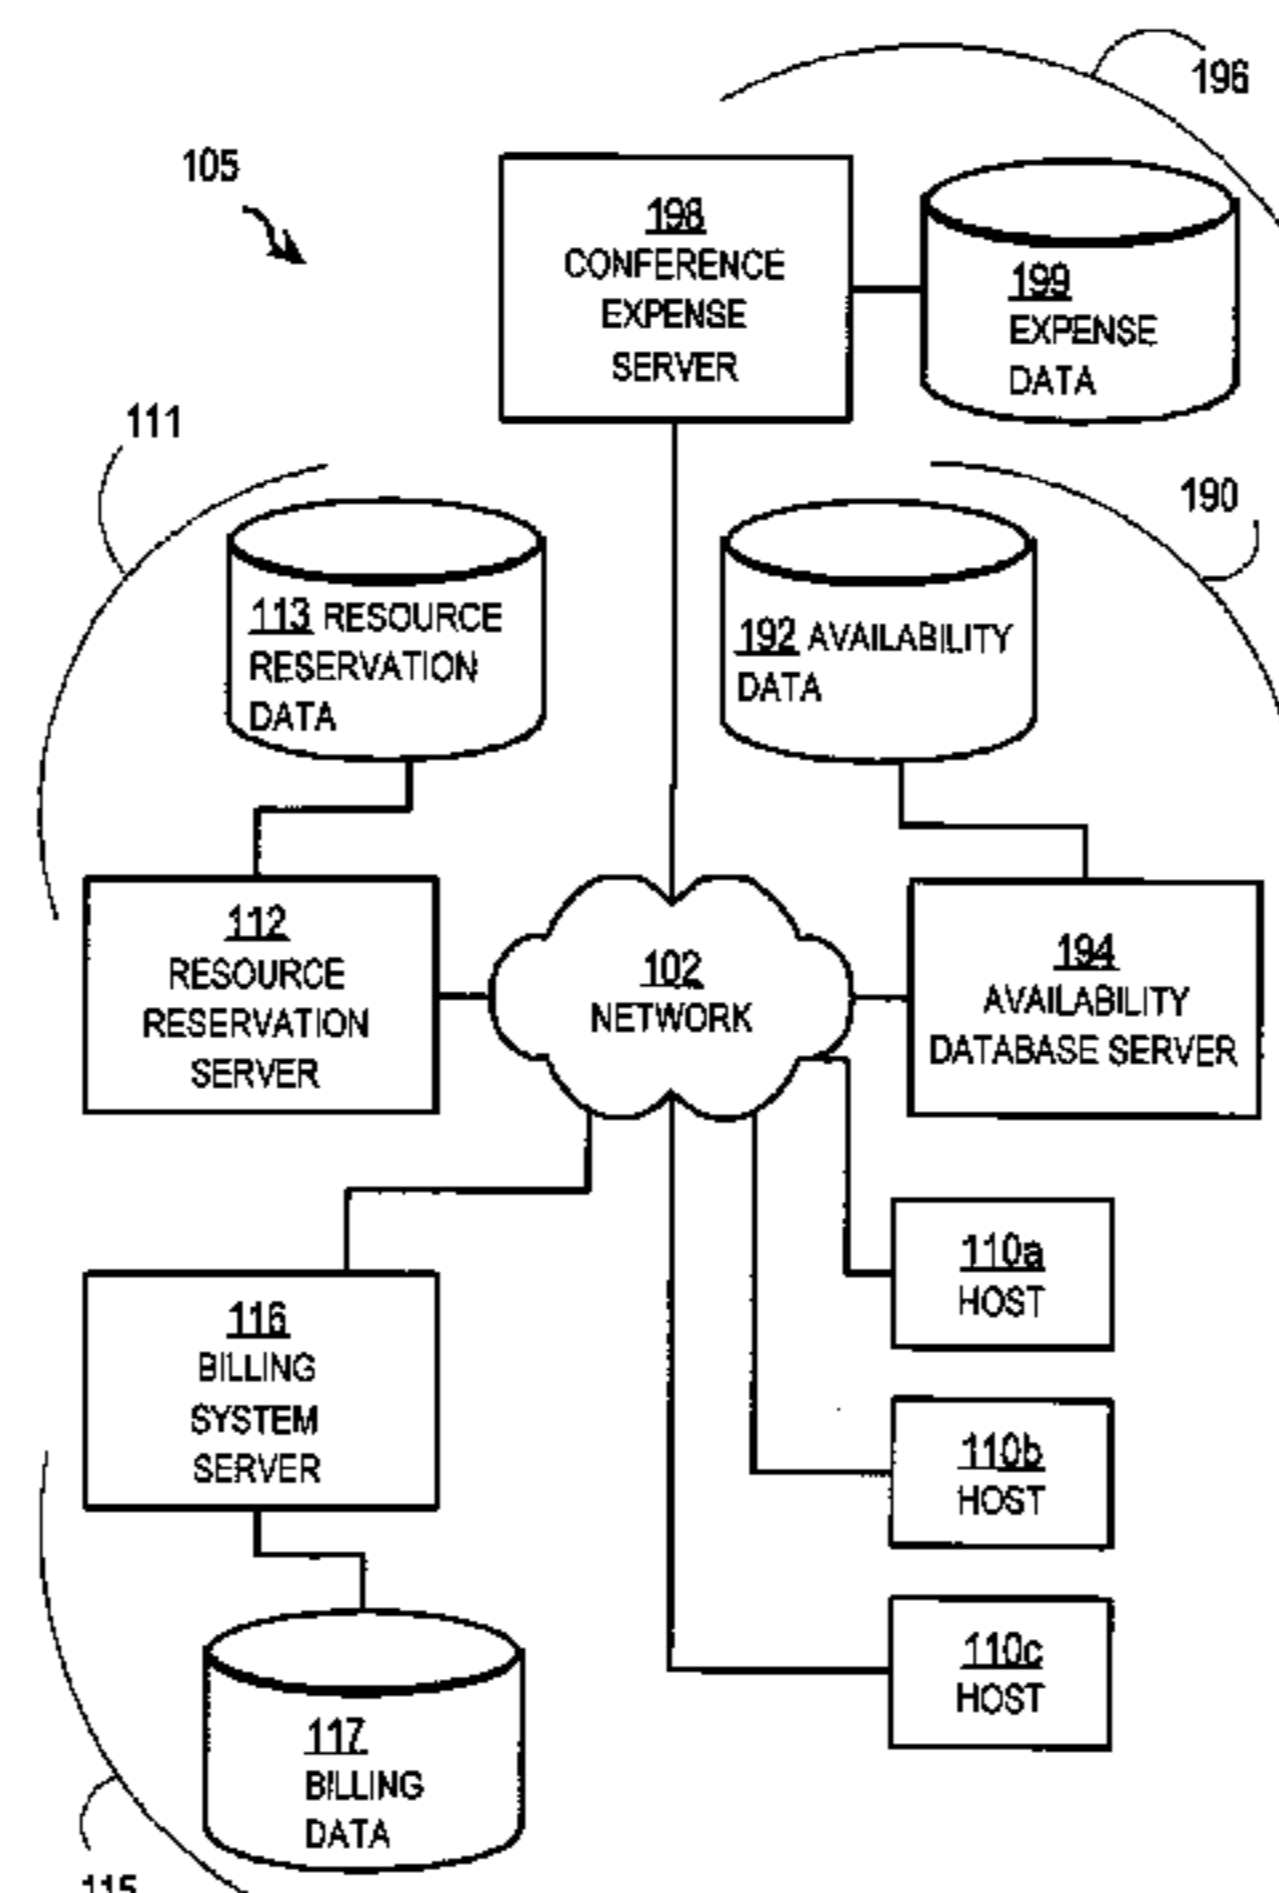 196
105
198
CONFERENCE
EXPENSE
SERVER
199
EXPENSE
DATA
111
190
113 RESOURCE
RESERVATION
DATA
192 AVAILABILITY
DATA
112
RESOURCE
RESERVATION
SERVER
102
NETWORK
194
AVAILABILITY
DATABASE SERVER
110a
HOST
116
BILLING
SYSTEM
SERVER
110b
HOST
110c
HOST
117
BILLING
DATA
115